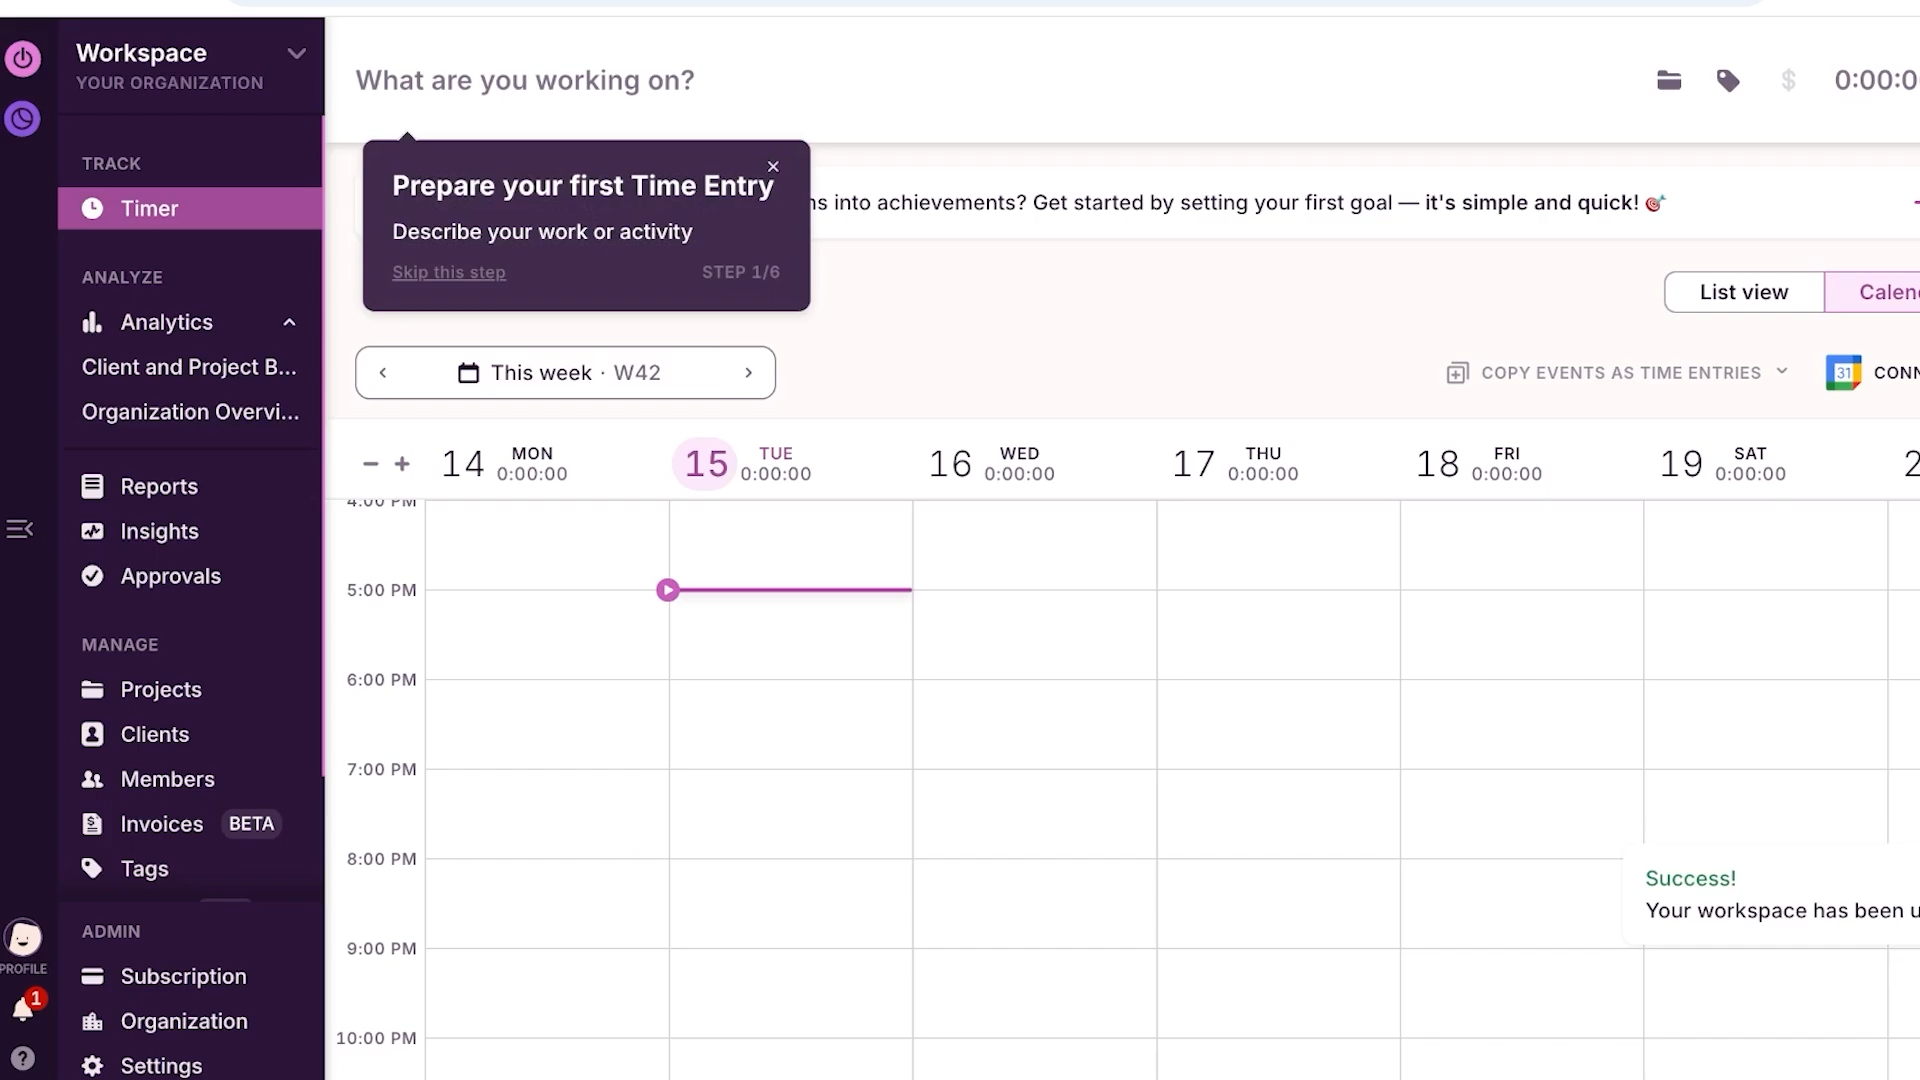 Workspace
YOUR ORGANIZATION
TRACK
Timer
ANALYZE
Analytics
Client and Project B...
Organization Overvi...
Reports
Insights
Approvals
MANAGE
Projects
Clients
Members
Invoices BETA
Tags
ADMIN
Subscription
Organization
Settings
PROFILE
1
?
What are you working on?
$ 0:00:0
Prepare your first Time Entry
Describe your work or activity
Skip this step STEP 1/6
into achievements? Get started by setting your first goal — it's simple and quick! 🎯
List view Calen
This week · W42
COPY EVENTS AS TIME ENTRIES
31 CONN
14 MON 0:00:00
15 TUE 0:00:00
16 WED 0:00:00
17 THU 0:00:00
18 FRI 0:00:00
19 SAT 0:00:00
2
4:00 PM
5:00 PM
6:00 PM
7:00 PM
8:00 PM
9:00 PM
10:00 PM
Success!
Your workspace has been u